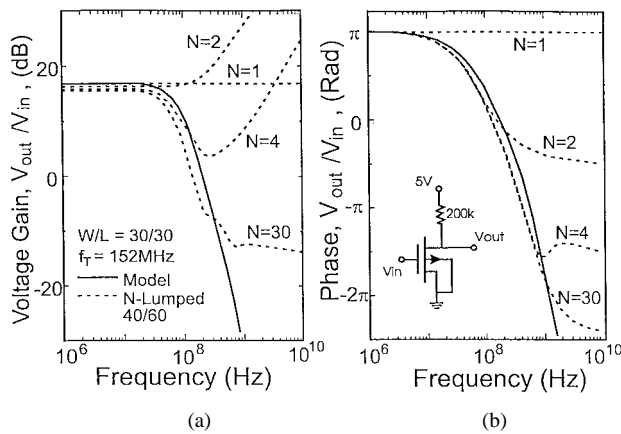 Voltage Gain, Vout/Vin, (dB)
20
0
-20
N=2
N=1
N=4
N=30
W/L = 30/30
fT = 152MHz
Model
N-Lumped
40/60
10^6
10^8
10^10
Frequency (Hz)
(a)
Phase, Vout/Vin, (Rad)
π
0
-π
-2π
N=1
N=2
N=4
N=30
5V
200k
Vout
Vin
10^6
10^8
10^10
Frequency (Hz)
(b)